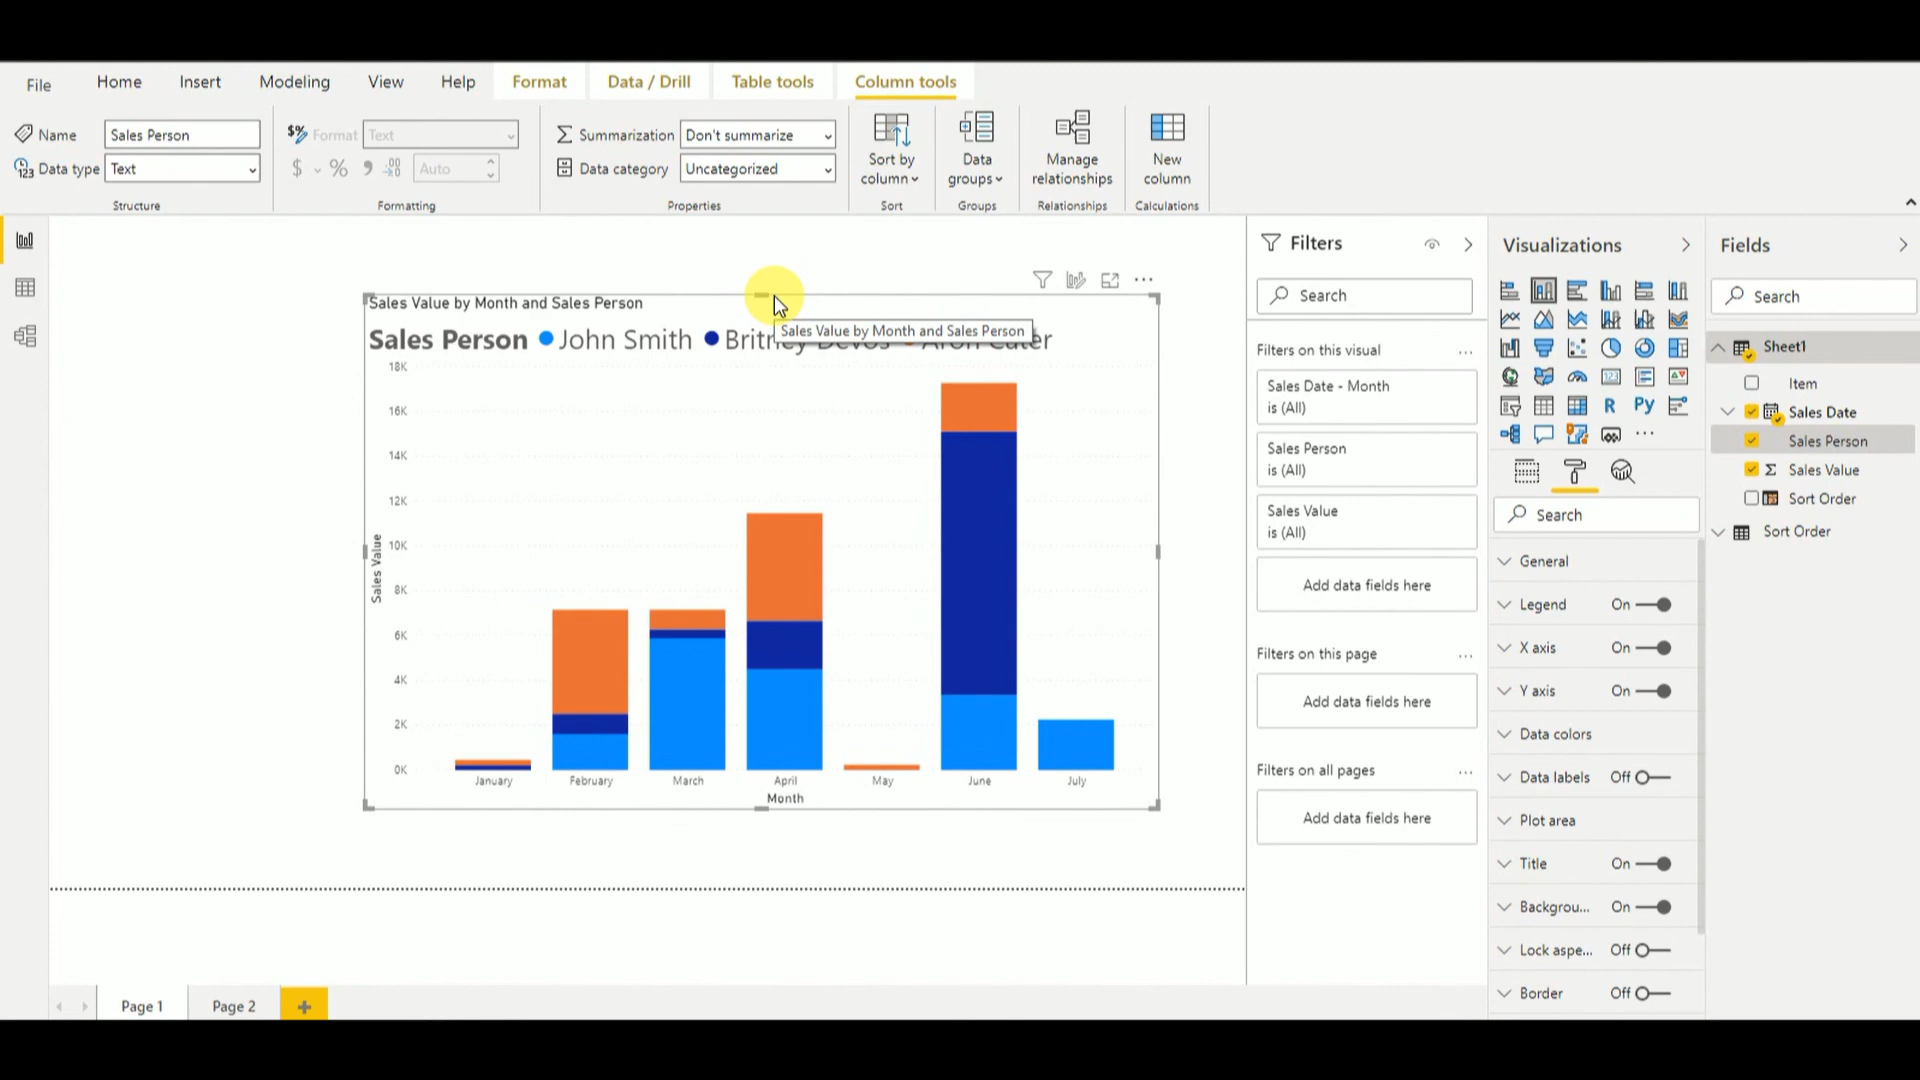 File Home Insert Modeling View Help Format Data / Drill Table tools Column tools
Name Sales Person $% Format Text Summarization Don't summarize
Data type Text $ % Auto Data category Uncategorized
Sort by column Data groups Manage relationships New column
Structure Formatting Properties Sort Groups Relationships Calculations
Sales Value by Month and Sales Person
Sales Value by Month and Sales Person
Sales Person John Smith
18K
16K
14K
12K
10K
8K
6K
4K
2K
0K
Sales Value
January February March April May June July
Month
Filters
Search
Filters on this visual ...
Sales Date - Month
is (All)
Sales Person
is (All)
Sales Value
is (All)
Add data fields here
Filters on this page ...
Add data fields here
Filters on all pages ...
Add data fields here
Visualizations
R Py
...
Search
General
Legend On
X axis On
Y axis On
Data colors
Data labels Off
Plot area
Title On
Backgrou... On
Lock aspe... Off
Border Off
Fields
Search
Sheet1
Item
Sales Date
Sales Person
Σ Sales Value
Sort Order
Sort Order
Page 1 Page 2 +